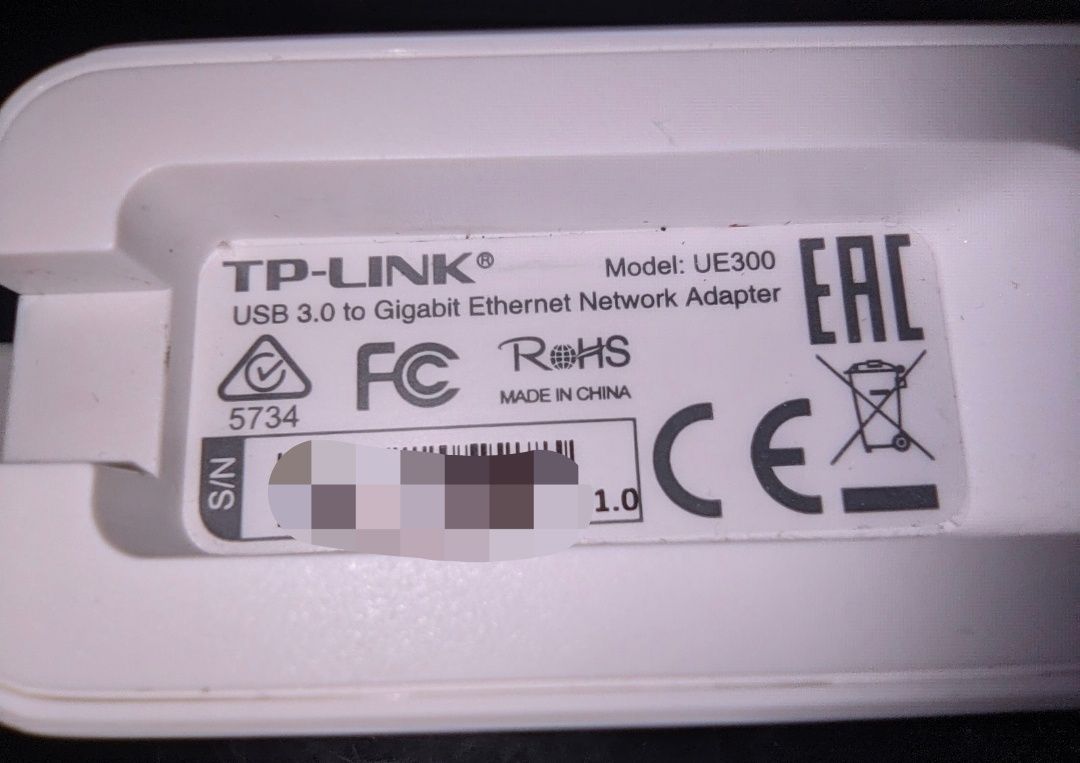 TP-LINK®
Model: UE300
USB 3.0 to Gigabit Ethernet Network Adapter
EAC
5734
FC
RoHS
MADE IN CHINA
CE
S/N
1.0